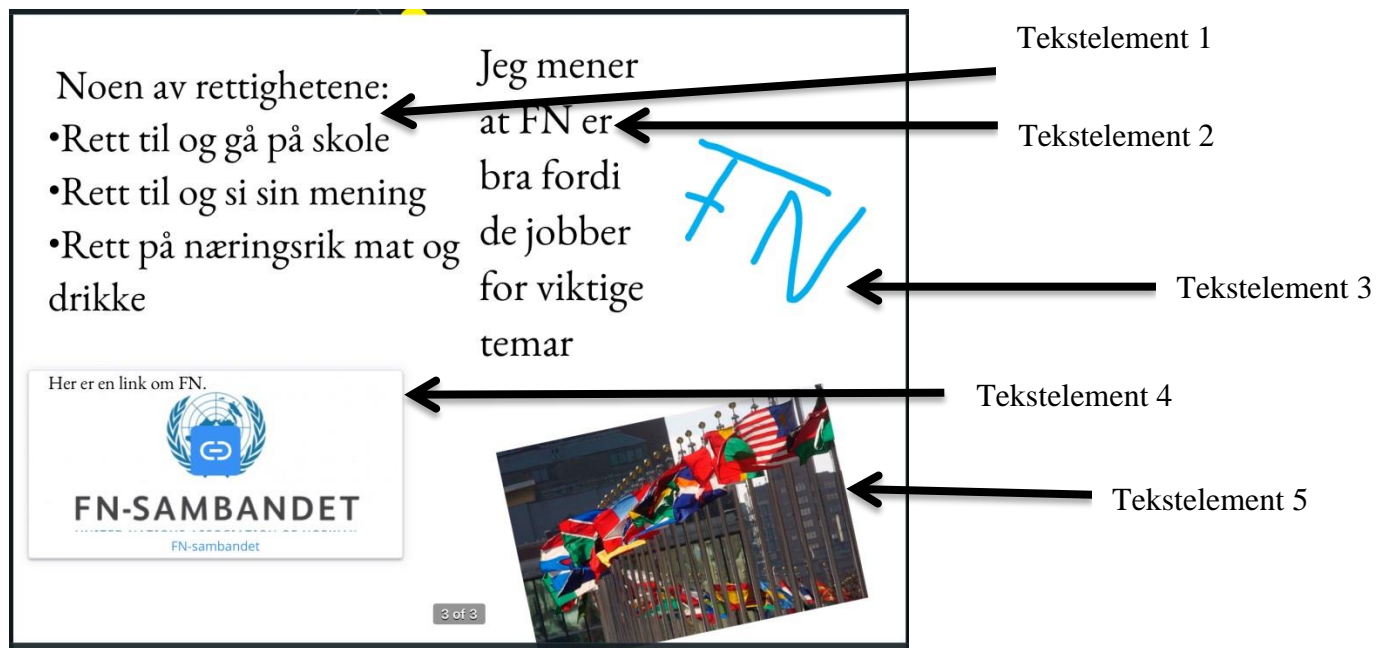 Noen av rettighetene:
•Rett til og gå på skole
•Rett til og si sin mening
•Rett på næringsrik mat og
drikke
Jeg mener
at FN er
bra fordi
de jobber
for viktige
temar
FN
Her er en link om FN.
FN-SAMBANDET
FN-sambandet
3 of 3
Tekstelement 1
Tekstelement 2
Tekstelement 3
Tekstelement 4
Tekstelement 5